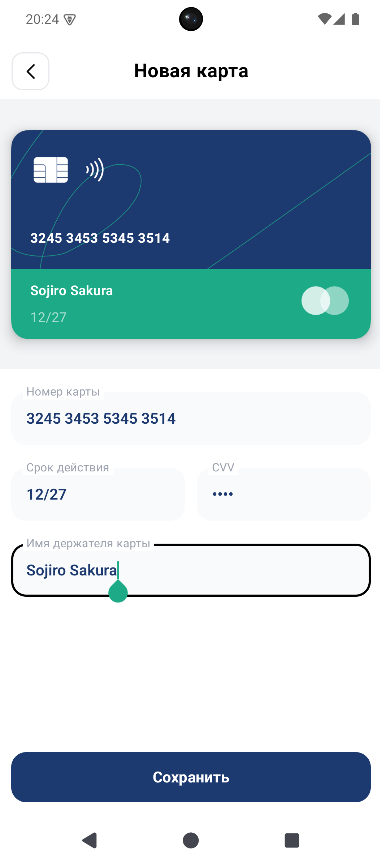 20:24
Новая карта
3245 3453 5345 3514
Sojiro Sakura
12/27
Номер карты
3245 3453 5345 3514
Срок действия
CVV
12/27
••••
Имя держателя карты
Sojiro Sakura
Сохранить